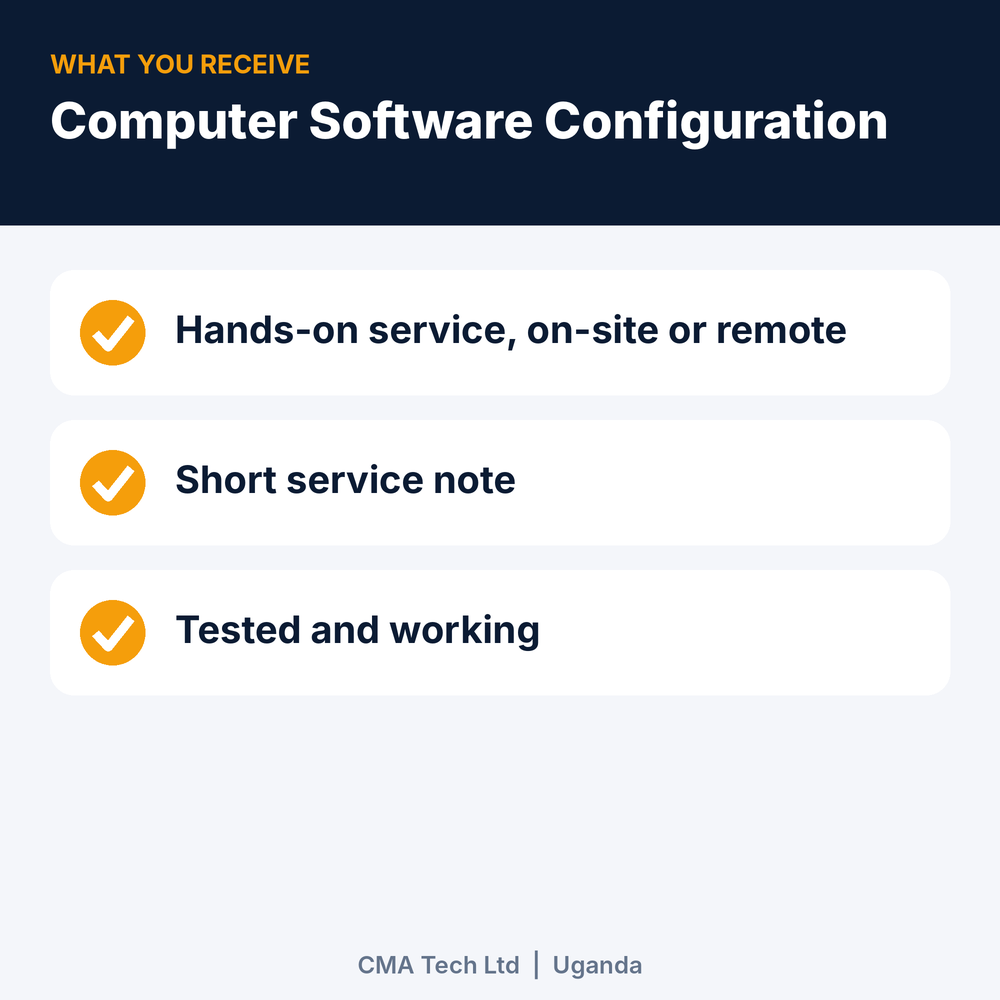 WHAT YOU RECEIVE
Computer Software Configuration
Hands-on service, on-site or remote
Short service note
Tested and working
CMA Tech Ltd | Uganda